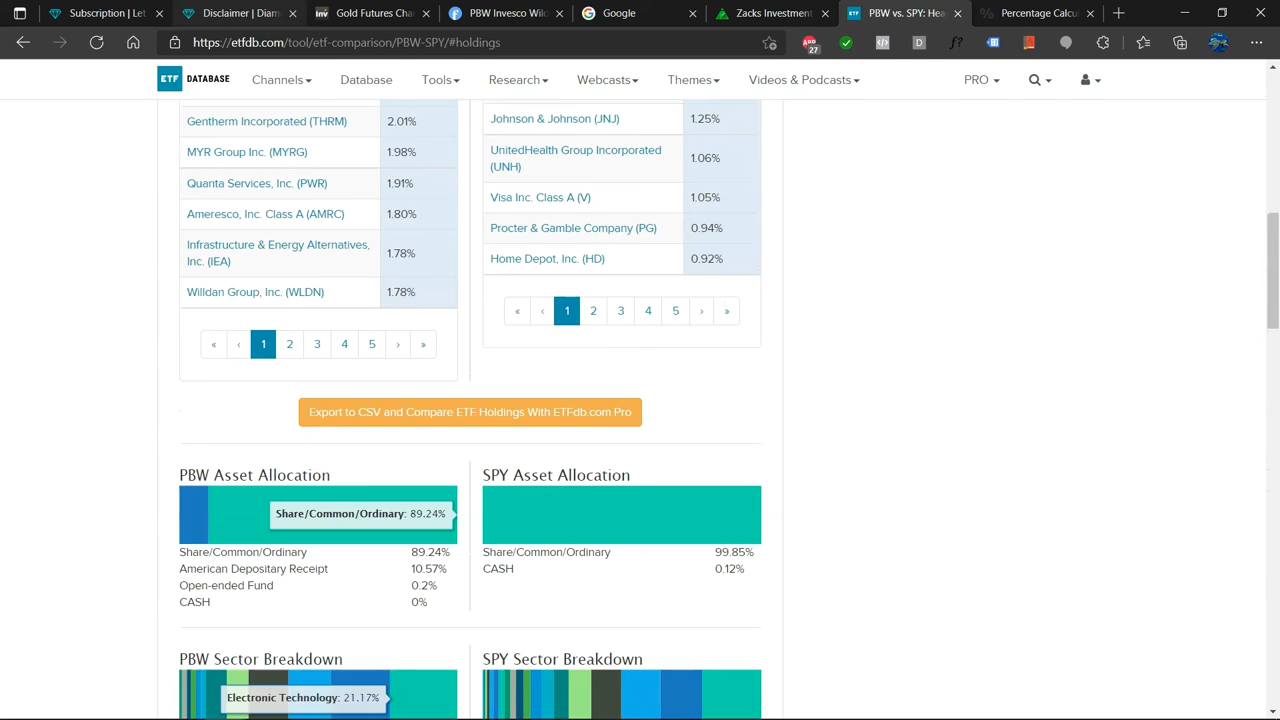 Subscription | Let
Disclaimer | Diam
inv
Gold Futures Cha
PBW Invesco Wild
Google
Zacks Investment
ETF
PBW vs. SPY: Hea
%
Percentage Calcu
https://etfdb.com/tool/etf-comparison/PBW-SPY/#holdings
27
D
f?
ETF DATABASE
Channels
Database
Tools
Research
Webcasts
Themes
Videos & Podcasts
PRO
Gentherm Incorporated (THRM) 2.01%
MYR Group Inc. (MYRG) 1.98%
Quanta Services, Inc. (PWR) 1.91%
Ameresco, Inc. Class A (AMRC) 1.80%
Infrastructure & Energy Alternatives,
Inc. (IEA) 1.78%
Willdan Group, Inc. (WLDN) 1.78%
« ‹ 1 2 3 4 5 › »
Johnson & Johnson (JNJ) 1.25%
UnitedHealth Group Incorporated
(UNH) 1.06%
Visa Inc. Class A (V) 1.05%
Procter & Gamble Company (PG) 0.94%
Home Depot, Inc. (HD) 0.92%
« ‹ 1 2 3 4 5 › »
Export to CSV and Compare ETF Holdings With ETFdb.com Pro
PBW Asset Allocation
Share/Common/Ordinary: 89.24%
Share/Common/Ordinary 89.24%
American Depositary Receipt 10.57%
Open-ended Fund 0.2%
CASH 0%
SPY Asset Allocation
Share/Common/Ordinary 99.85%
CASH 0.12%
PBW Sector Breakdown
Electronic Technology: 21.17%
SPY Sector Breakdown